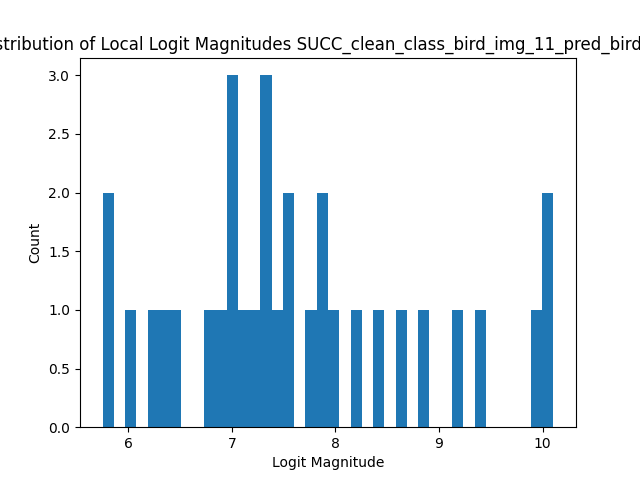 stribution of Local Logit Magnitudes SUCC_clean_class_bird_img_11_pred_bird
3.0
2.5
2.0
1.5
1.0
0.5
0.0
Count
6 7 8 9 10
Logit Magnitude